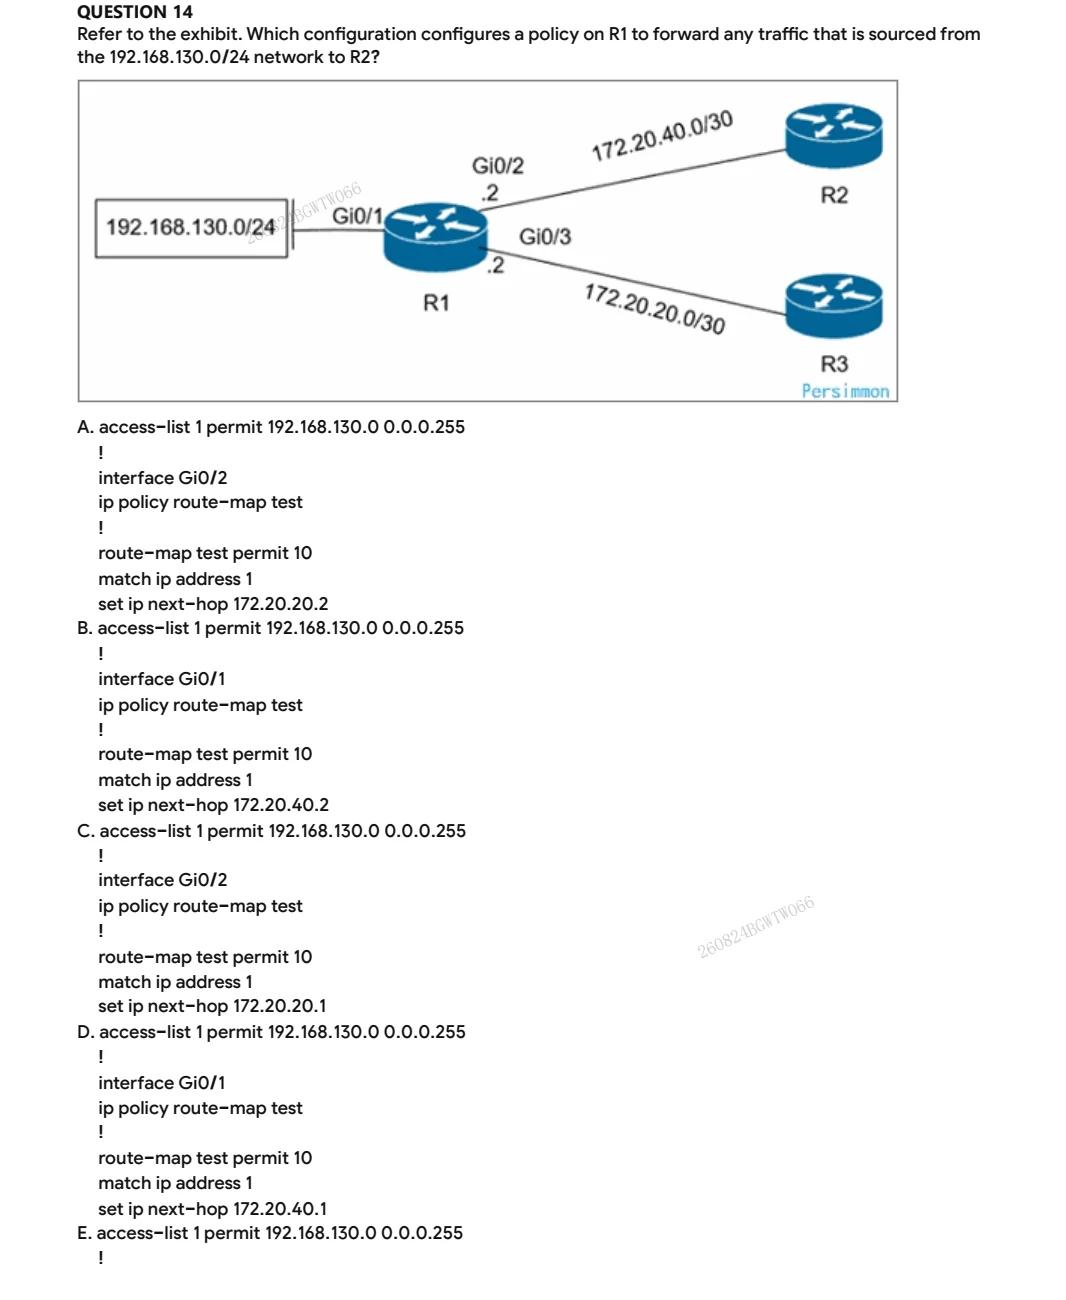 QUESTION 14
Refer to the exhibit. Which configuration configures a policy on R1 to forward any traffic that is sourced from
the 192.168.130.0/24 network to R2?
172.20.40.0/30
Gi0/2
.2
R2
192.168.130.0/24
260824BGWTW066
Gi0/1
Gi0/3
.2
R1
172.20.20.0/30
R3
Persimmon
A. access-list 1 permit 192.168.130.0 0.0.0.255
!
interface Gi0/2
ip policy route-map test
!
route-map test permit 10
match ip address 1
set ip next-hop 172.20.20.2
B. access-list 1 permit 192.168.130.0 0.0.0.255
!
interface Gi0/1
ip policy route-map test
!
route-map test permit 10
match ip address 1
set ip next-hop 172.20.40.2
C. access-list 1 permit 192.168.130.0 0.0.0.255
!
interface Gi0/2
ip policy route-map test
!
route-map test permit 10
match ip address 1
set ip next-hop 172.20.20.1
260824BGWTW066
D. access-list 1 permit 192.168.130.0 0.0.0.255
!
interface Gi0/1
ip policy route-map test
!
route-map test permit 10
match ip address 1
set ip next-hop 172.20.40.1
E. access-list 1 permit 192.168.130.0 0.0.0.255
!